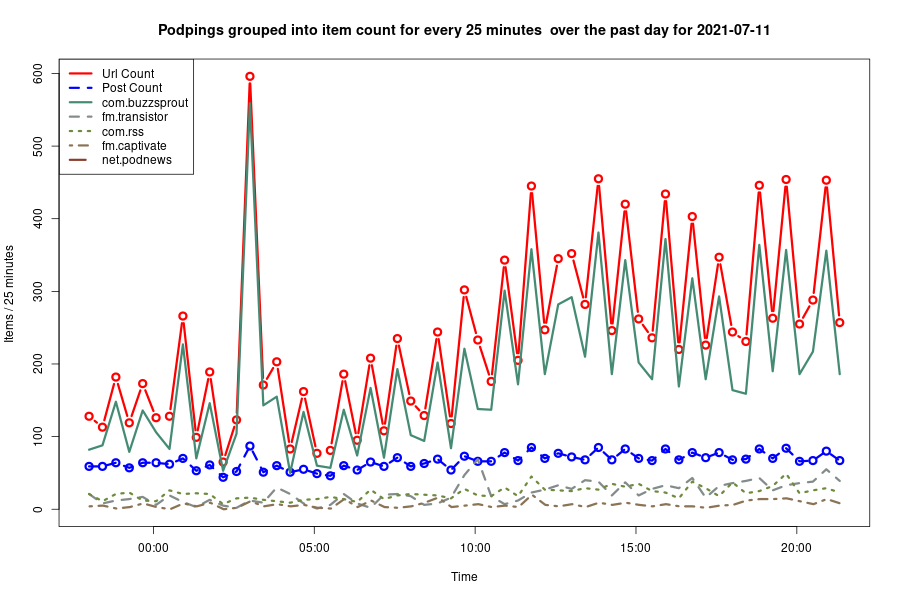 Podpings grouped into item count for every 25 minutes  over the past day for 2021-07-11
Url Count
Post Count
com.buzzsprout
fm.transistor
com.rss
fm.captivate
net.podnews
Items / 25 minutes
600
500
400
300
200
100
0
00:00
05:00
10:00
15:00
20:00
Time